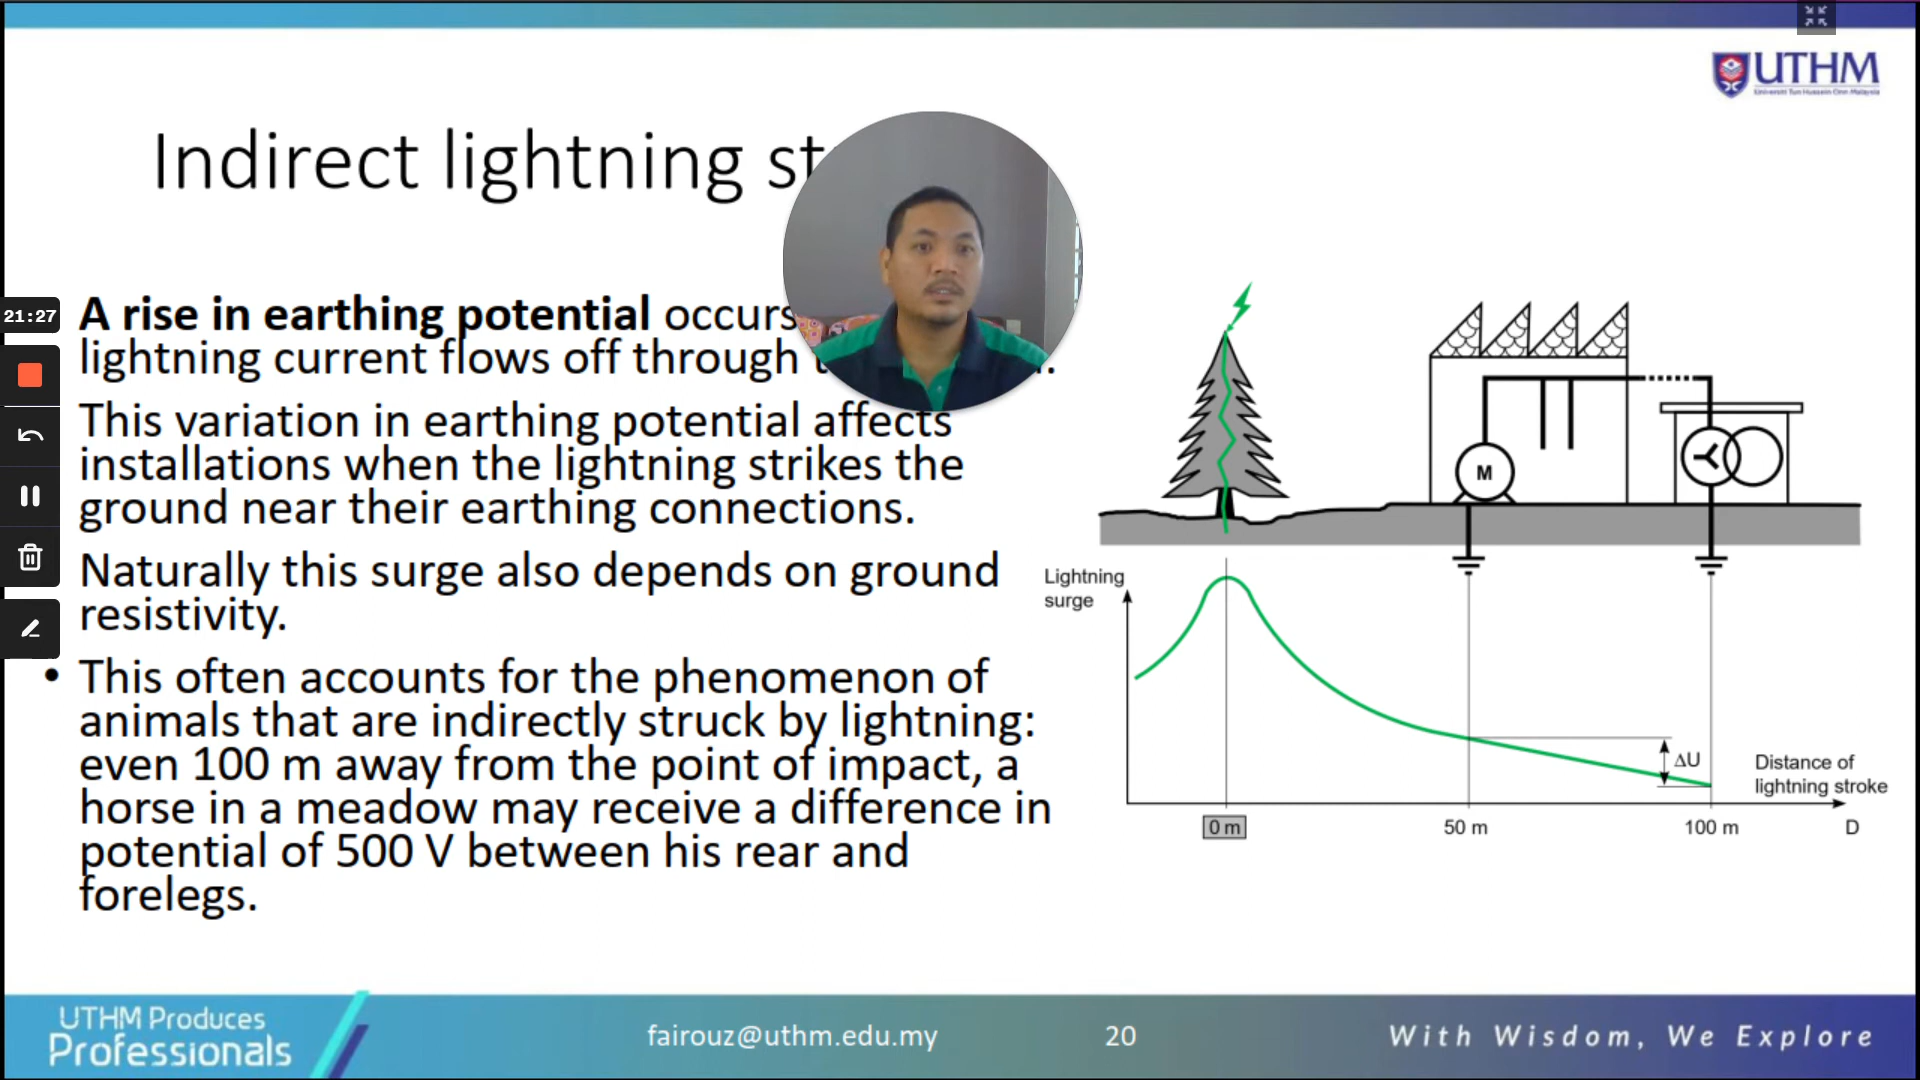 UTHM
Universiti Tun Hussein Onn Malaysia
Indirect lightning
21:27
A rise in earthing potential occurs
lightning current flows off through
This variation in earthing potential affects
installations when the lightning strikes the
ground near their earthing connections.
Naturally this surge also depends on ground
resistivity.
• This often accounts for the phenomenon of
animals that are indirectly struck by lightning:
even 100 m away from the point of impact, a
horse in a meadow may receive a difference in
potential of 500 V between his rear and
forelegs.
M
Lightning
surge
ΔU
Distance of
lightning stroke
0 m
50 m
100 m
D
UTHM Produces
Professionals
fairouz@uthm.edu.my
20
With Wisdom, We Explore